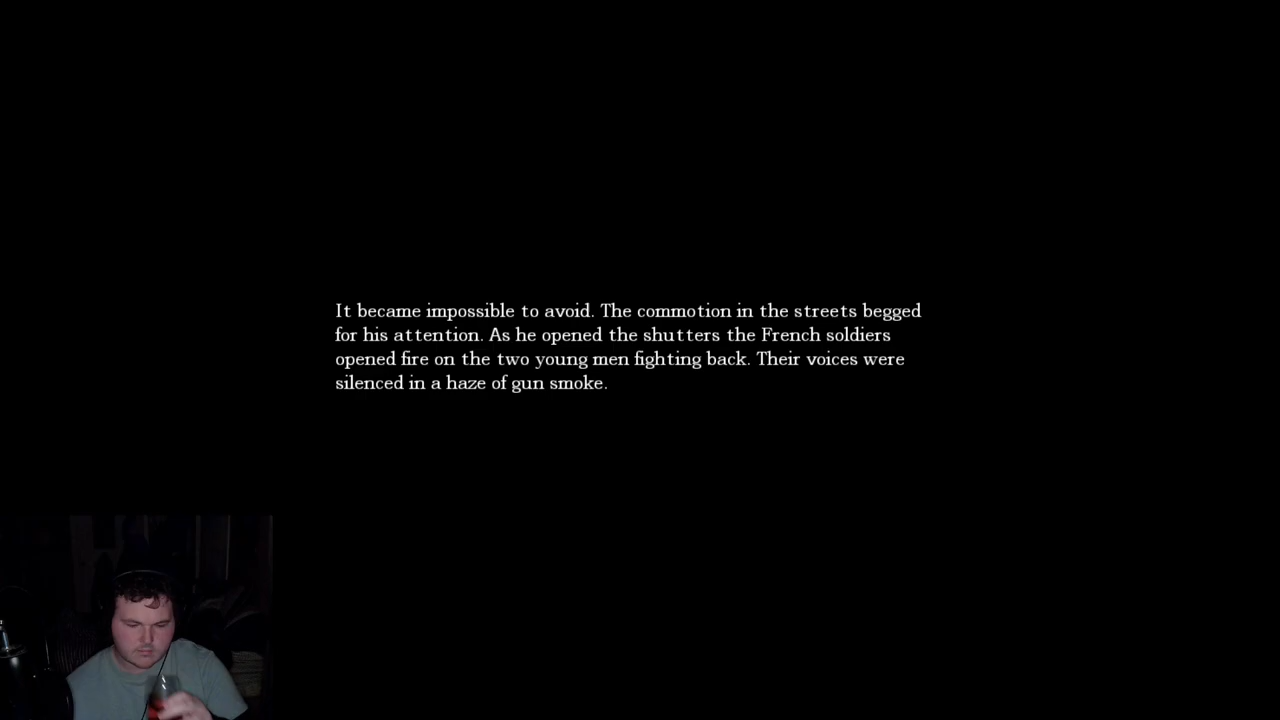 It became impossible to avoid. The commotion in the streets begged
for his attention. As he opened the shutters the French soldiers
opened fire on the two young men fighting back. Their voices were
silenced in a haze of gun smoke.